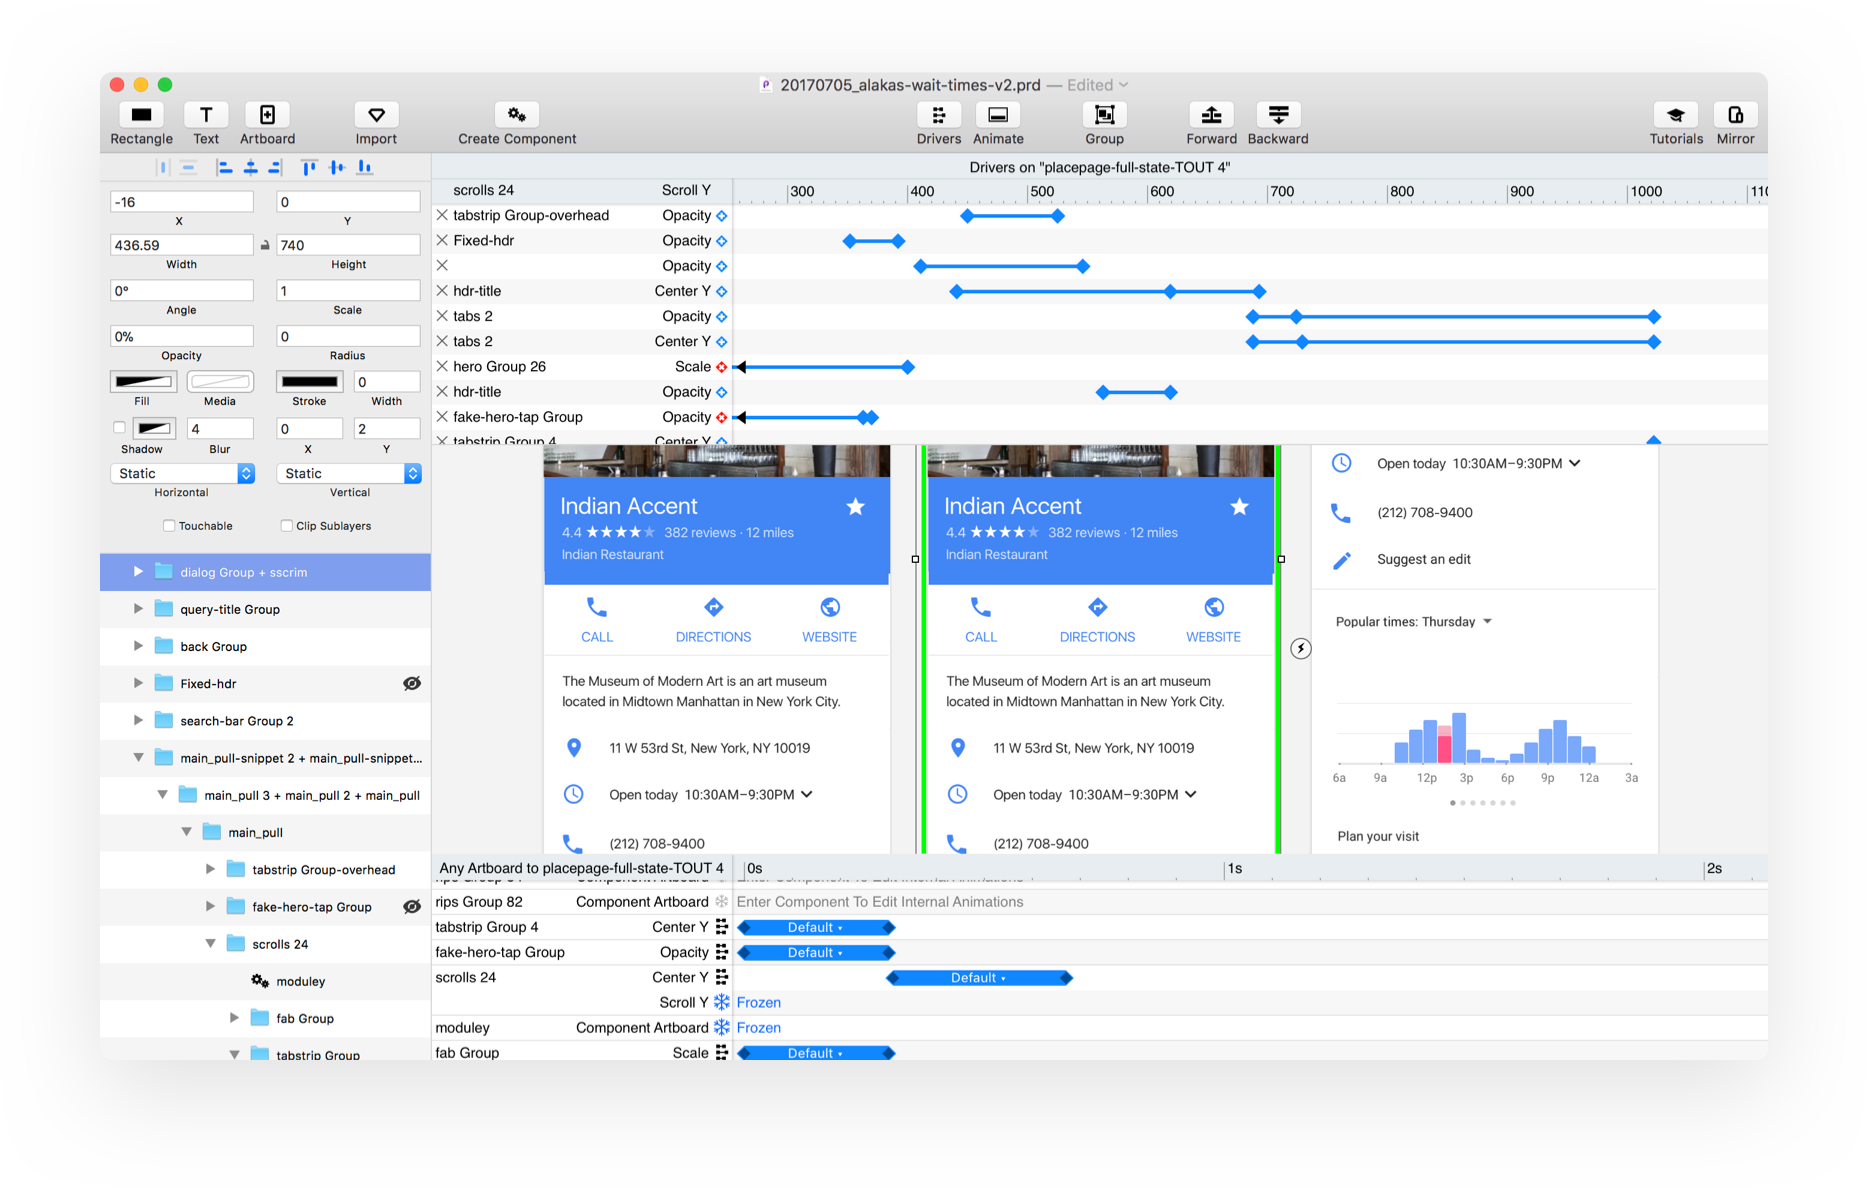 20170705_alakas-wait-times-v2.prd — Edited
Rectangle Text Artboard Import Create Component Drivers Animate Group Forward Backward Tutorials Mirror
-16 0
X Y
436.59 740
Width Height
0° 1
Angle Scale
0% 0
Opacity Radius
0
Fill Media Stroke Width
4 0 2
Shadow Blur X Y
Static Static
Horizontal Vertical
Touchable Clip Sublayers
dialog Group + sscrim
query-title Group
back Group
Fixed-hdr
search-bar Group 2
main_pull-snippet 2 + main_pull-snippet...
main_pull 3 + main_pull 2 + main_pull
main_pull
tabstrip Group-overhead
fake-hero-tap Group
scrolls 24
moduley
fab Group
tabstrip Group
Drivers on "placepage-full-state-TOUT 4"
scrolls 24 Scroll Y 300 400 500 600 700 800 900 1000
tabstrip Group-overhead Opacity
Fixed-hdr Opacity
Opacity
hdr-title Center Y
tabs 2 Opacity
tabs 2 Center Y
hero Group 26 Scale
hdr-title Opacity
fake-hero-tap Group Opacity
tabstrip Group 4 Center Y
Indian Accent
4.4 382 reviews · 12 miles
Indian Restaurant
CALL DIRECTIONS WEBSITE
The Museum of Modern Art is an art museum
located in Midtown Manhattan in New York City.
11 W 53rd St, New York, NY 10019
Open today 10:30AM–9:30PM
(212) 708-9400
Indian Accent
4.4 382 reviews · 12 miles
Indian Restaurant
CALL DIRECTIONS WEBSITE
The Museum of Modern Art is an art museum
located in Midtown Manhattan in New York City.
11 W 53rd St, New York, NY 10019
Open today 10:30AM–9:30PM
(212) 708-9400
Open today 10:30AM–9:30PM
(212) 708-9400
Suggest an edit
Popular times: Thursday
6a 9a 12p 3p 6p 9p 12a 3a
Plan your visit
Any Artboard to placepage-full-state-TOUT 4 0s 1s 2s
Component Artboard Enter Component To Edit Internal Animations
rips Group 82 Component Artboard Enter Component To Edit Internal Animations
tabstrip Group 4 Center Y Default
fake-hero-tap Group Opacity Default
scrolls 24 Center Y Default
Scroll Y Frozen
moduley Component Artboard Frozen
fab Group Scale Default